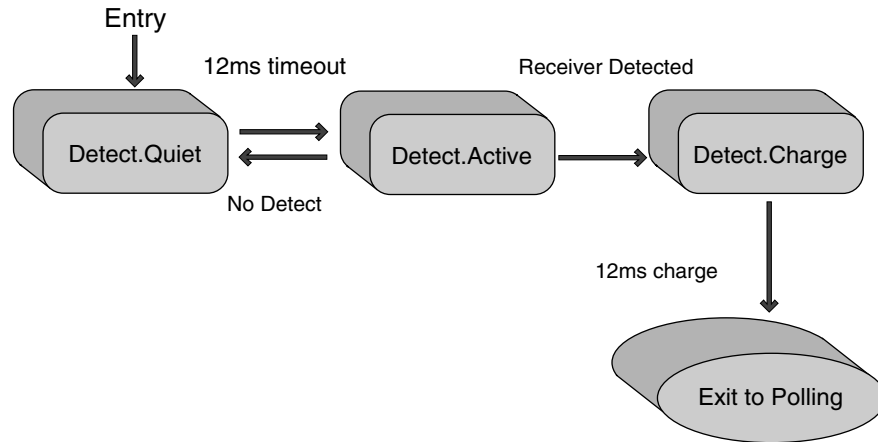 Entry
12ms timeout
Receiver Detected
Detect.Quiet
Detect.Active
Detect.Charge
No Detect
12ms charge
Exit to Polling